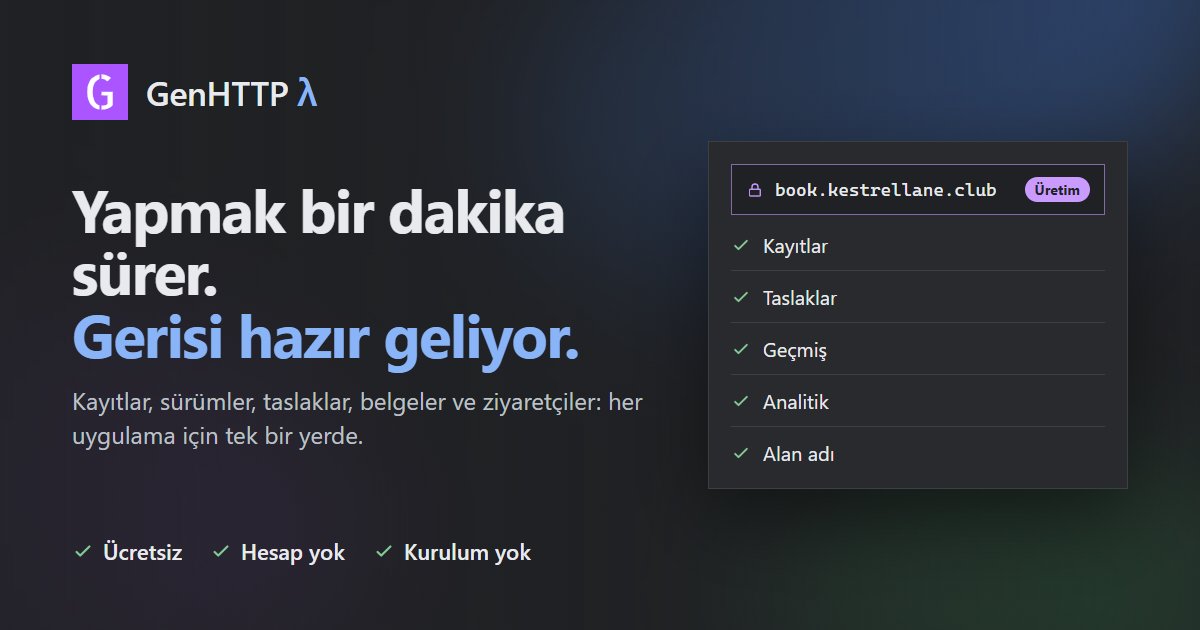 G GenHTTP λ
Yapmak bir dakika
sürer.
Gerisi hazır geliyor.
Kayıtlar, sürümler, taslaklar, belgeler ve ziyaretçiler: her
uygulama için tek bir yerde.
Ücretsiz
Hesap yok
Kurulum yok
book.kestrellane.club
Üretim
Kayıtlar
Taslaklar
Geçmiş
Analitik
Alan adı